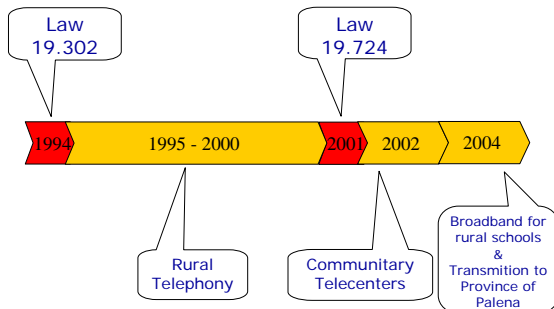 Law
19.302
Law
19.724
1994
1995 - 2000
2001
2002
2004
Rural
Telephony
Communitary
Telecenters
Broadband for
rural schools
&
Transmition to
Province of
Palena